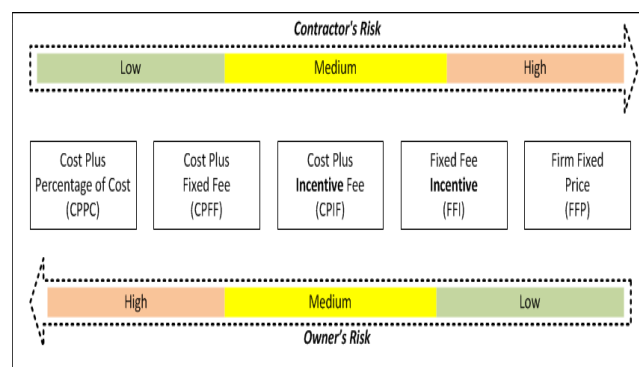 Contractor's Risk
Low
Medium
High
Cost Plus
Percentage of Cost
(CPPC)
Cost Plus
Fixed Fee
(CPFF)
Cost Plus
Incentive Fee
(CPIF)
Fixed Fee
Incentive
(FFI)
Firm Fixed
Price
(FFP)
High
Medium
Low
Owner's Risk